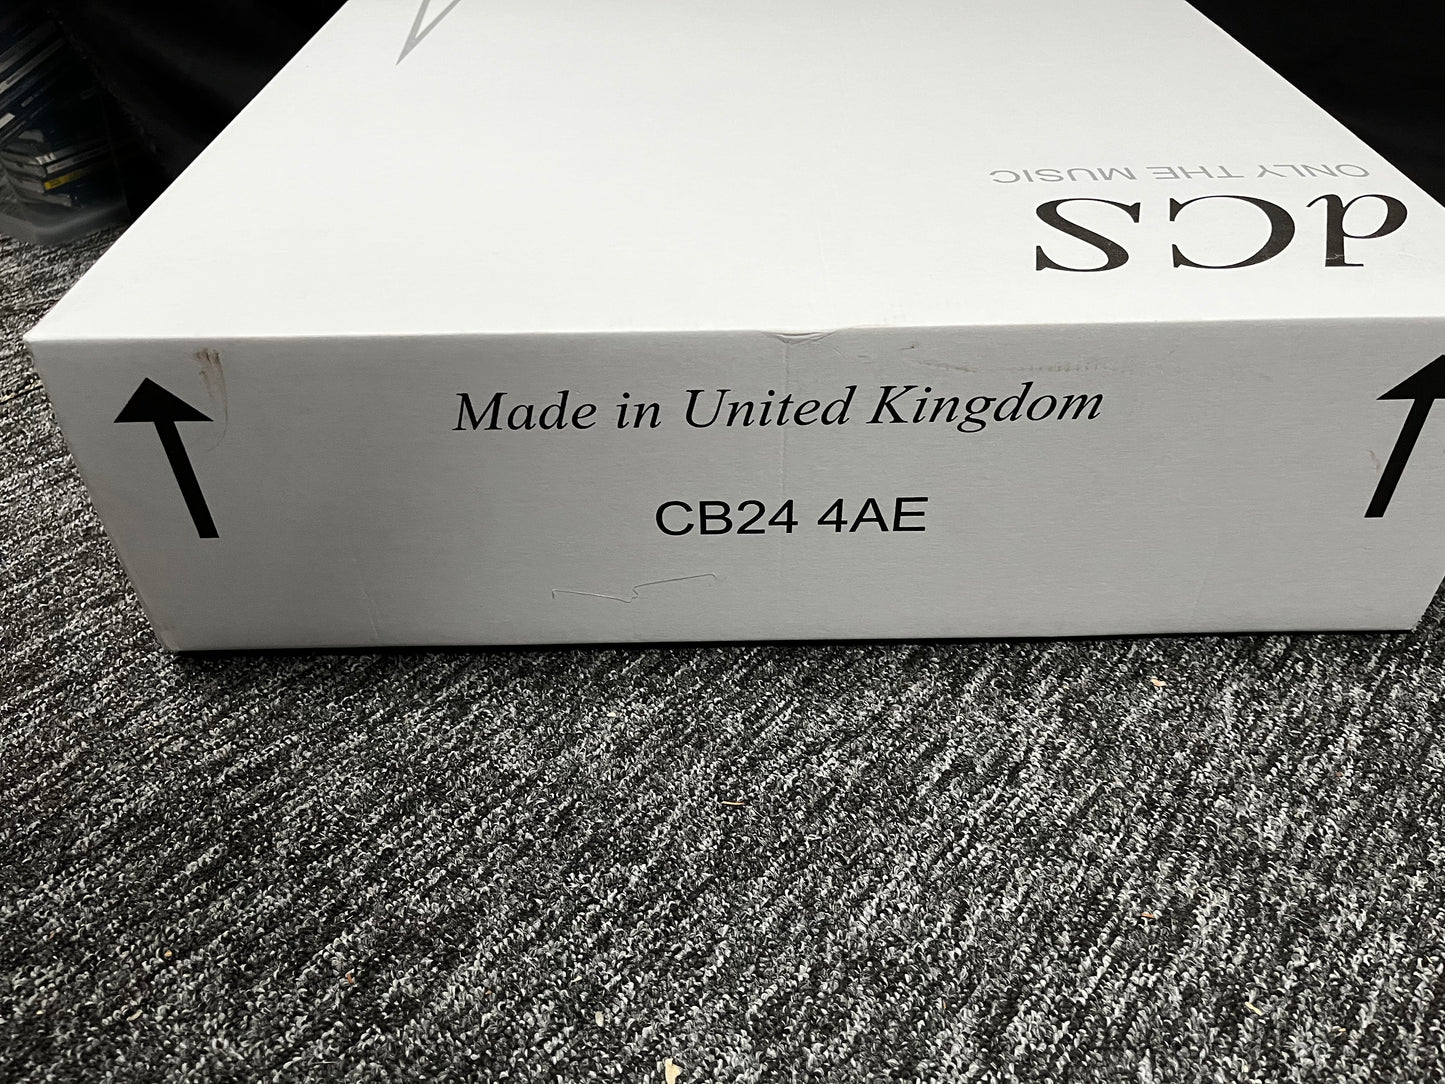 dCS
ONLY THE MUSIC
Made in United Kingdom
CB24 4AE